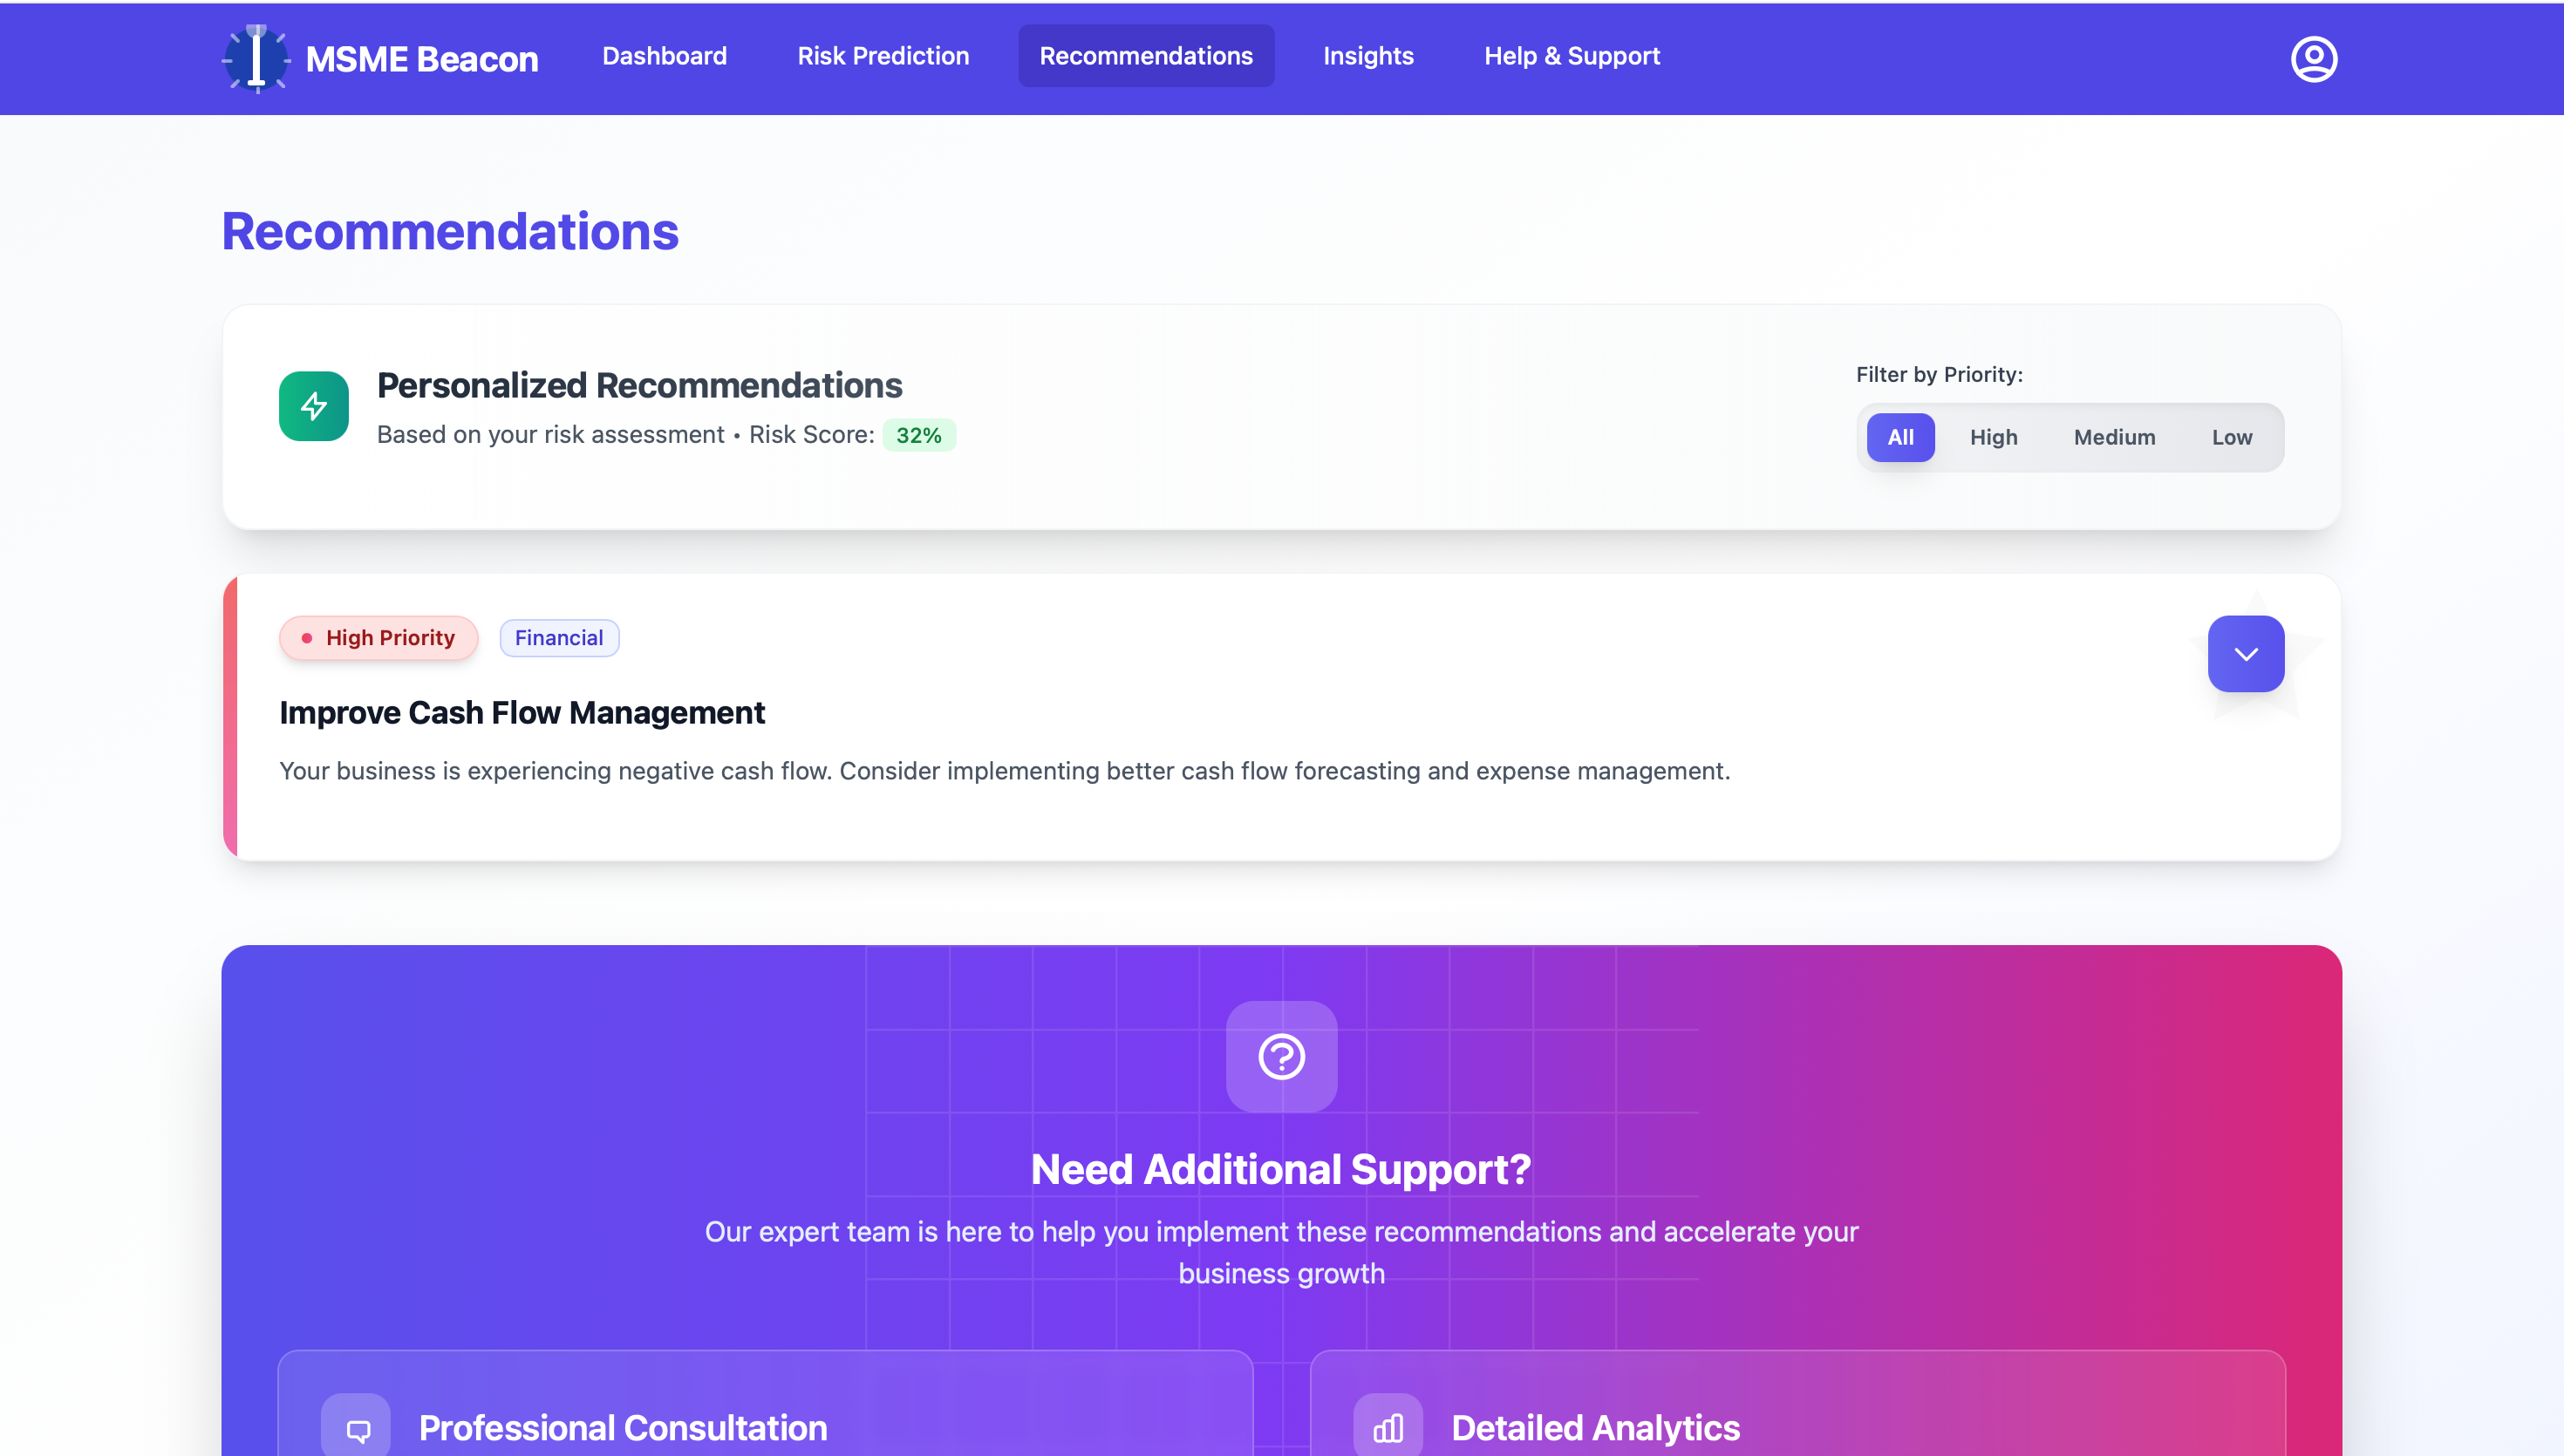 MSME Beacon
Dashboard
Risk Prediction
Recommendations
Insights
Help & Support
Recommendations
Personalized Recommendations
Based on your risk assessment • Risk Score: 32%
Filter by Priority:
All
High
Medium
Low
High Priority
Financial
Improve Cash Flow Management
Your business is experiencing negative cash flow. Consider implementing better cash flow forecasting and expense management.
Need Additional Support?
Our expert team is here to help you implement these recommendations and accelerate your
business growth
Professional Consultation
Detailed Analytics